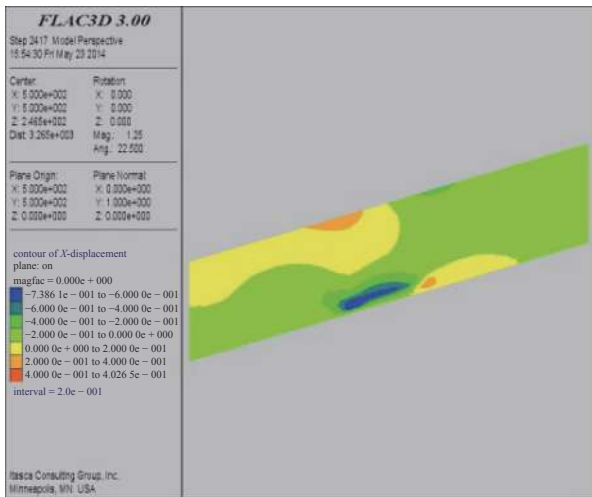 FLAC3D 3.00
Step 2417 Model Perspective
15:54:30 Fri May 23 2014
Center: Rotation:
X: 5.000e+002 X: 0.000
Y: 5.000e+002 Y: 0.000
Z: 2.465e+002 Z: 0.000
Dist: 3.265e+003 Mag.: 1.25
Ang.: 22.500
Plane Origin: Plane Normal:
X: 5.000e+002 X: 0.000e+000
Y: 5.000e+002 Y: 1.000e+000
Z: 0.000e+000 Z: 0.000e+000
contour of X-displacement
plane: on
magfac = 0.000e + 000
−7.386 1e − 001 to −6.000 0e − 001
−6.000 0e − 001 to −4.000 0e − 001
−4.000 0e − 001 to −2.000 0e − 001
−2.000 0e − 001 to 0.000 0e + 000
0.000 0e + 000 to 2.000 0e − 001
2.000 0e − 001 to 4.000 0e − 001
4.000 0e − 001 to 4.026 5e − 001
interval = 2.0e − 001
Itasca Consulting Group, Inc.
Minneapolis, MN USA